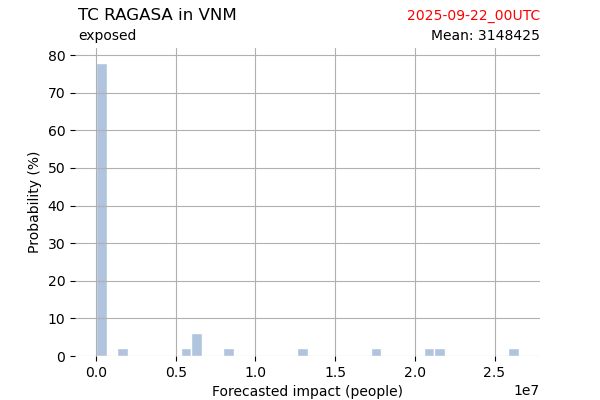 TC RAGASA in VNM
2025-09-22_00UTC
exposed
Mean: 3148425
80
70
60
50
40
30
20
10
0
Probability (%)
0.0
0.5
1.0
1.5
2.0
2.5
1e7
Forecasted impact (people)